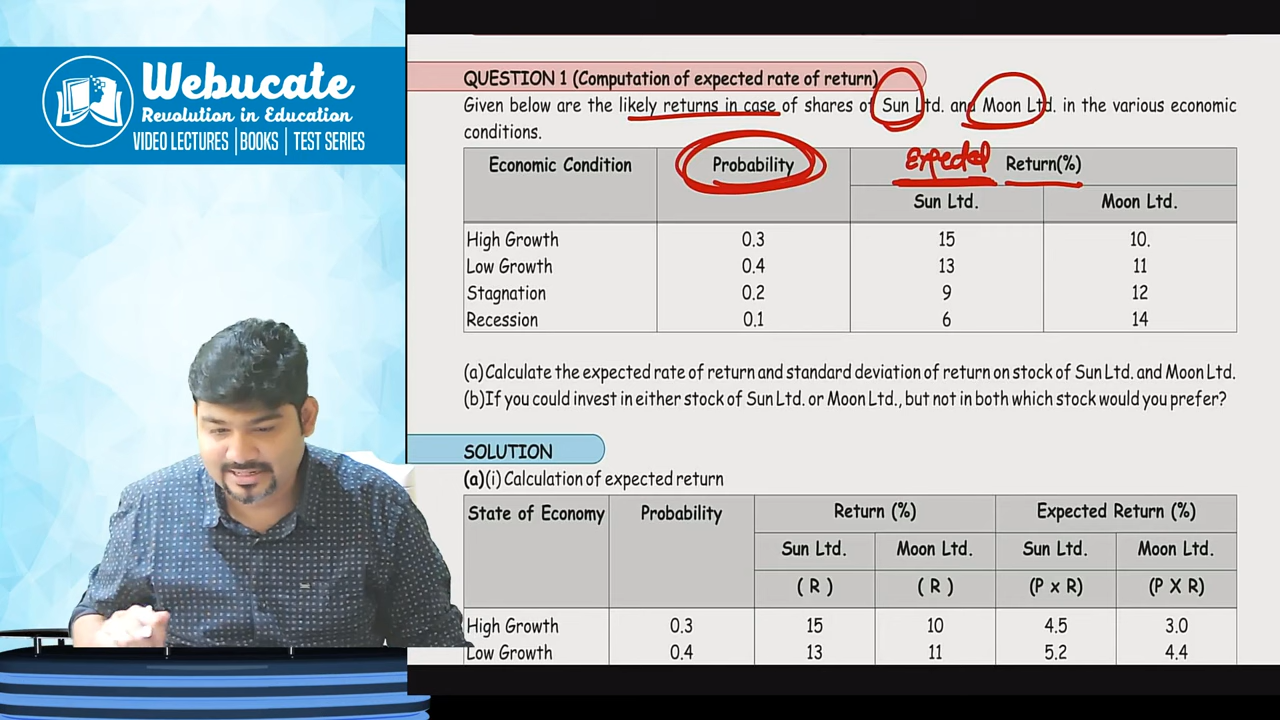 Webucate
Revolution in Education
VIDEO LECTURES | BOOKS | TEST SERIES
QUESTION 1 (Computation of expected rate of return)
Given below are the likely returns in case of shares of Sun Ltd. and Moon Ltd. in the various economic
conditions.
Economic Condition Probability Expected Return(%)
Sun Ltd. Moon Ltd.
High Growth 0.3 15 10.
Low Growth 0.4 13 11
Stagnation 0.2 9 12
Recession 0.1 6 14
(a)Calculate the expected rate of return and standard deviation of return on stock of Sun Ltd. and Moon Ltd.
(b)If you could invest in either stock of Sun Ltd. or Moon Ltd., but not in both which stock would you prefer?
SOLUTION
(a)(i) Calculation of expected return
State of Economy Probability Return (%) Expected Return (%)
Sun Ltd. Moon Ltd. Sun Ltd. Moon Ltd.
( R ) ( R ) (P x R) (P X R)
High Growth 0.3 15 10 4.5 3.0
Low Growth 0.4 13 11 5.2 4.4